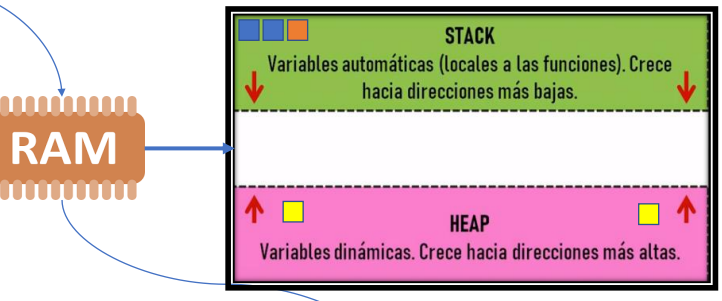 RAM
STACK
Variables automáticas (locales a las funciones). Crece
hacia direcciones más bajas.
HEAP
Variables dinámicas. Crece hacia direcciones más altas.